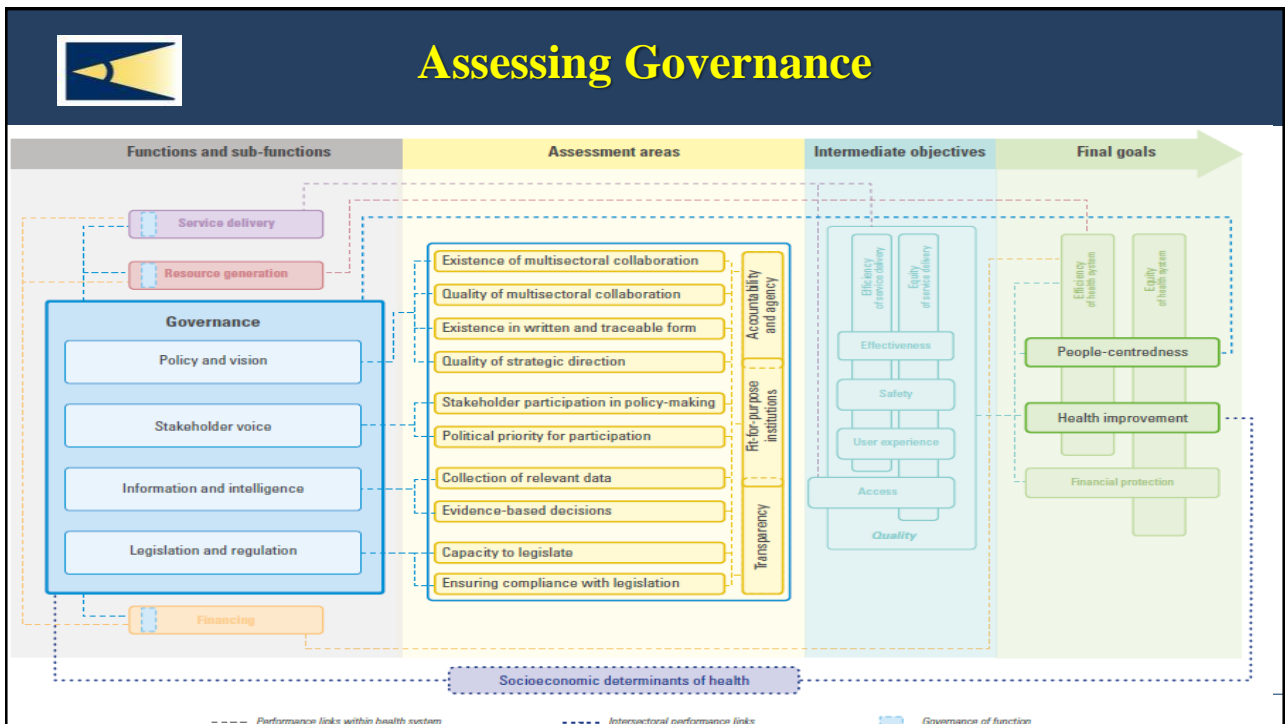 Assessing Governance
Functions and sub-functions
Assessment areas
Intermediate objectives
Final goals
Service delivery
Resource generation
Governance
Policy and vision
Stakeholder voice
Information and intelligence
Legislation and regulation
Financing
Existence of multisectoral collaboration
Quality of multisectoral collaboration
Existence in written and traceable form
Quality of strategic direction
Stakeholder participation in policy-making
Political priority for participation
Collection of relevant data
Evidence-based decisions
Capacity to legislate
Ensuring compliance with legislation
Accountability
and agency
Fit-for-purpose
institutions
Transparency
Efficiency
of service delivery
Equity
of service delivery
Effectiveness
Safety
User experience
Access
Quality
Efficiency
of health system
Equity
of health system
People-centredness
Health improvement
Financial protection
Socioeconomic determinants of health
Performance links within health system
Intersectoral performance links
Governance of function